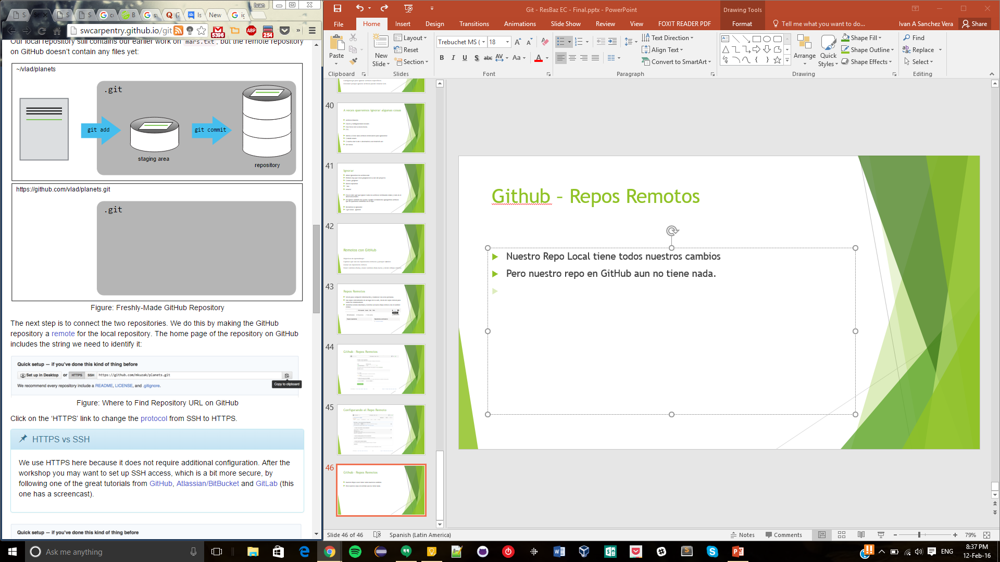 Ivan
S
S
S
co
B
sv
Q (7
Is
New
ig
swcarpentry.github.io/git
5396
ABP
254
Our local repository still contains our earlier work on mars.txt, but the remote repository
on GitHub doesn't contain any files yet:
~/vlad/planets
.git
git add
git commit
staging area
repository
https://github.com/vlad/planets.git
.git
Figure: Freshly-Made GitHub Repository
The next step is to connect the two repositories. We do this by making the GitHub
repository a remote for the local repository. The home page of the repository on GitHub
includes the string we need to identify it:
Quick setup — if you've done this kind of thing before
Set up in Desktop or HTTPS SSH https://github.com/mkuzak/planets.git
Copy to clipboard
We recommend every repository include a README, LICENSE, and .gitignore.
Figure: Where to Find Repository URL on GitHub
Click on the 'HTTPS' link to change the protocol from SSH to HTTPS.
HTTPS vs SSH
We use HTTPS here because it does not require additional configuration. After the
workshop you may want to set up SSH access, which is a bit more secure, by
following one of the great tutorials from GitHub, Atlassian/BitBucket and GitLab (this
one has a screencast).
Quick setup — if you've done this kind of thing before
Git - ResBaz EC - Final.pptx - PowerPoint
Drawing Tools
File Home Insert Design Transitions Animations Slide Show Review View FOXIT READER PDF Format
Tell me what you want to do...
Ivan A Sanchez Vera
Share
Paste
Clipboard
New
Slide
Layout
Reset
Section
Slides
Trebuchet MS ( 18
B I U S abc AV Aa A
Font
Text Direction
Align Text
Convert to SmartArt
Paragraph
Arrange
Quick
Styles
Shape Fill
Shape Outline
Shape Effects
Drawing
Find
Replace
Select
Editing
40
A veces queremos ignorar algunas cosas
41
Ignorar
42
Remotos con GitHub
43
Repos Remotos
44
Github - Repos Remotos
45
Configurando el Repo Remoto
46
Github - Repos Remotos
Github – Repos Remotos
Nuestro Repo Local tiene todos nuestros cambios
Pero nuestro repo en GitHub aun no tiene nada.
Slide 46 of 46
Spanish (Latin America)
Notes
Comments
79%
Ask me anything
ENG
8:37 PM
12-Feb-16